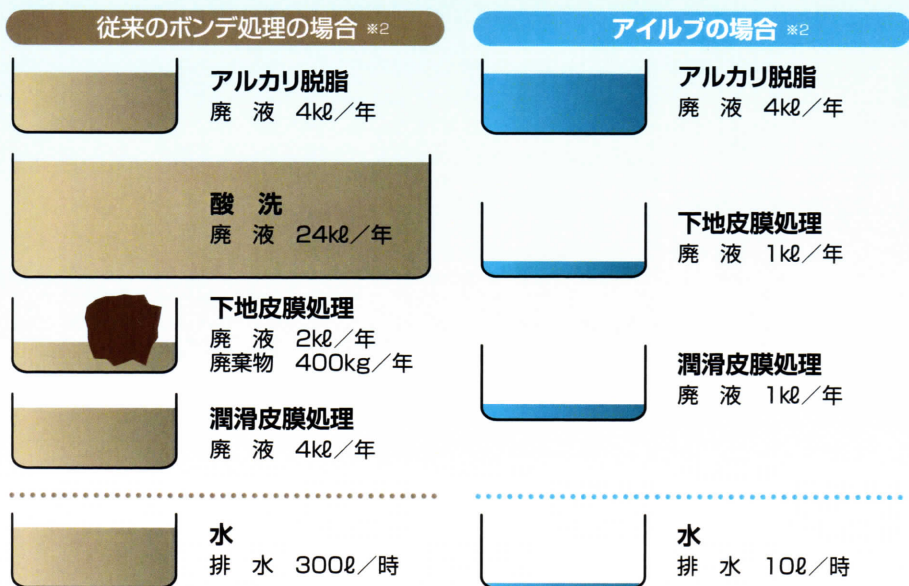 従来のボンデ処理の場合 ※2
アルカリ脱脂
廃 液 4kℓ/年
酸 洗
廃 液 24kℓ/年
下地皮膜処理
廃 液 2kℓ/年
廃棄物 400kg/年
潤滑皮膜処理
廃 液 4kℓ/年
水
排 水 300ℓ/時
アイルブの場合 ※2
アルカリ脱脂
廃 液 4kℓ/年
下地皮膜処理
廃 液 1kℓ/年
潤滑皮膜処理
廃 液 1kℓ/年
水
排 水 10ℓ/時